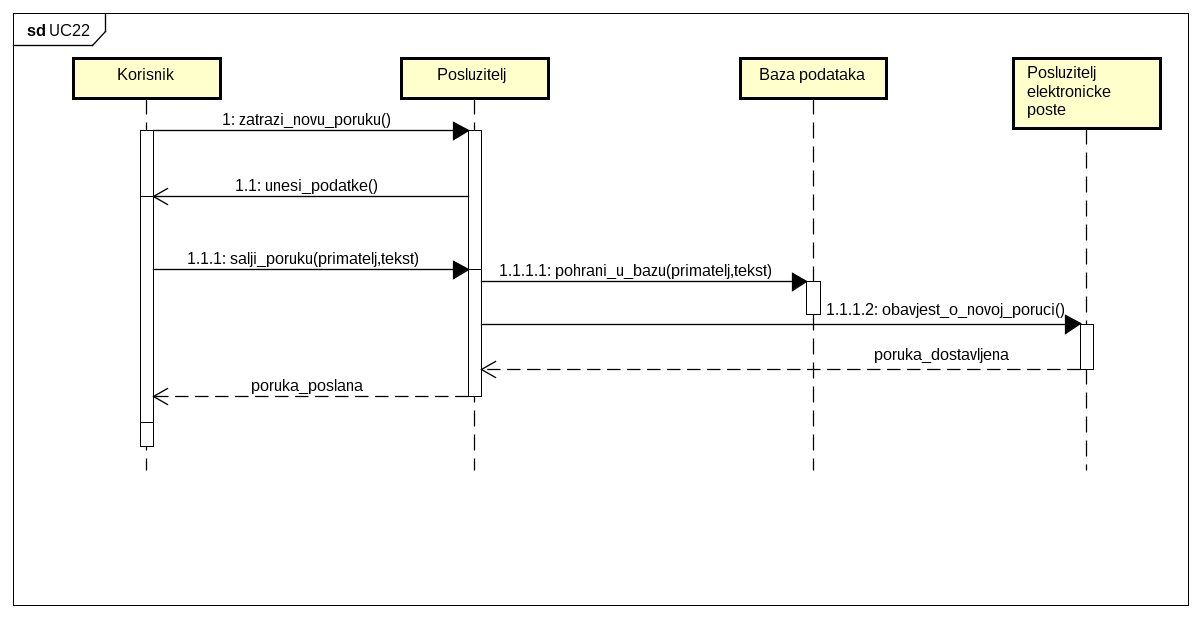 sd UC22
Korisnik
Posluzitelj
Baza podataka
Posluzitelj
elektronicke
poste
1: zatrazi_novu_poruku()
1.1: unesi_podatke()
1.1.1: salji_poruku(primatelj,tekst)
1.1.1.1: pohrani_u_bazu(primatelj,tekst)
1.1.1.2: obavjest_o_novoj_poruci()
poruka_dostavljena
poruka_poslana